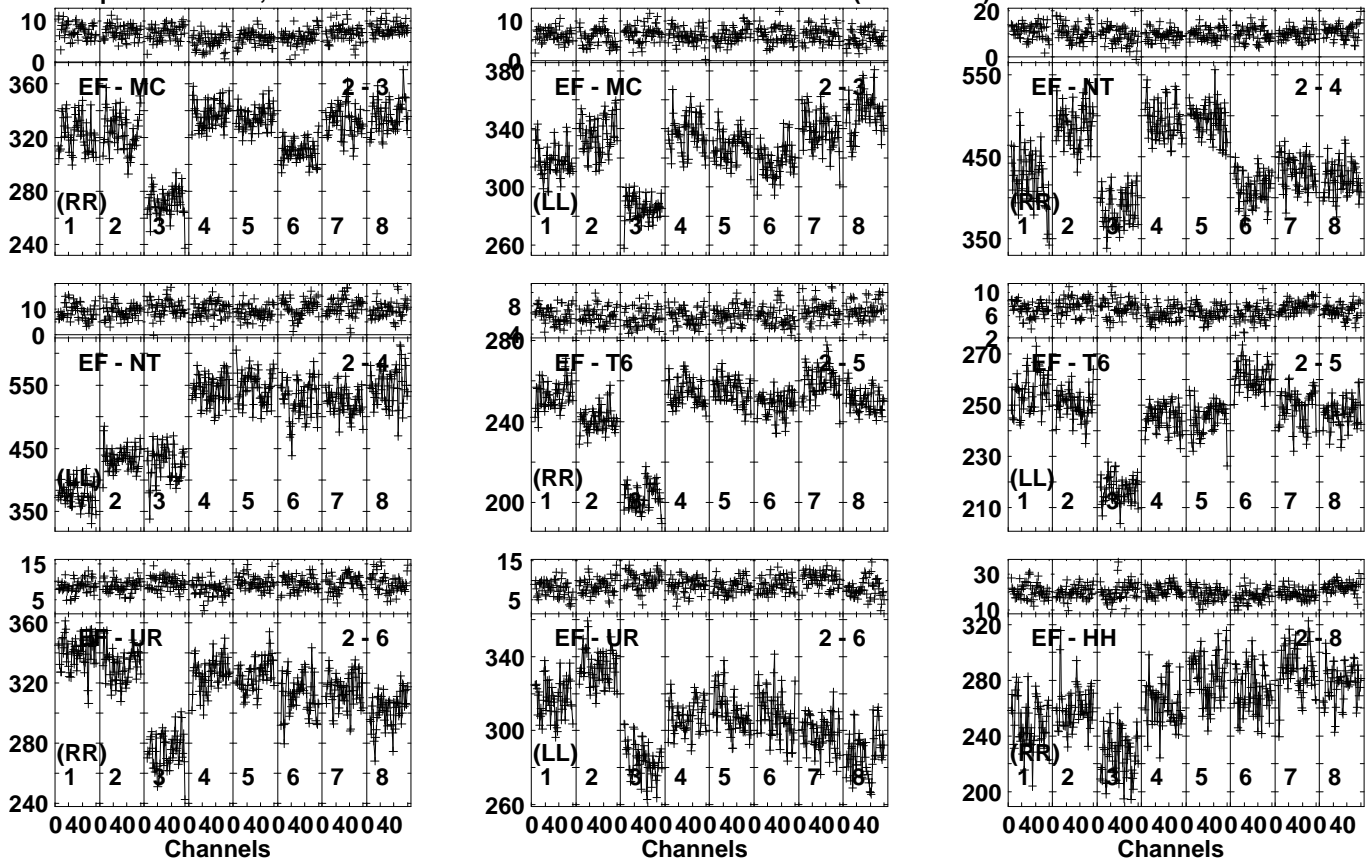 10 10 20
0 0 0
360 EF - MC 2 - 3 380 EF - MC 2 - 3 550 EF - NT 2 - 4
320 340 450
280 300
(RR) (LL) (RR)
1 2 3 4 5 6 7 8 1 2 3 4 5 6 7 8 1 2 3 4 5 6 7 8
240 260 350
10 8 10
0 4 6
2
EF - NT 2 - 4 280 EF - T6 2 - 5 270 EF - T6 2 - 5
550 240 250
450 230
(LL) (RR) (LL)
1 2 3 4 5 6 7 8 1 2 3 4 5 6 7 8 1 2 3 4 5 6 7 8
350 200 210
15 15 30
5 5 10
360 EF - UR 2 - 6 EF - UR 2 - 6 320 EF - HH 2 - 8
320 340 280
280 300 240
(RR) (LL) (RR)
1 2 3 4 5 6 7 8 1 2 3 4 5 6 7 8 1 2 3 4 5 6 7 8
240 260 200
0 40 0 40 0 40 0 40 0 40 0 40 0 40 0 40 0 40 0 40 0 40 0 40 0 40 0 40 0 40 0 40 0 40 0 40 0 40 0 40 0 40 0 40 0 40 0 40
Channels Channels Channels